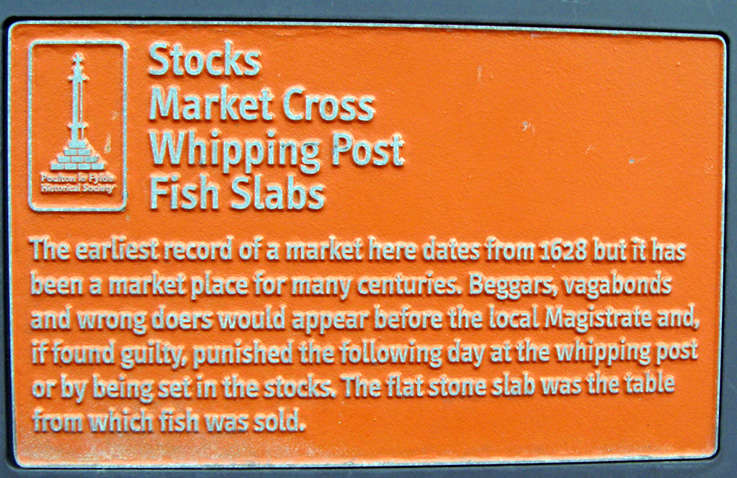 Stocks
Market Cross
Whipping Post
Fish Slabs
Poulton le Fylde
Historical Society
The earliest record of a market here dates from 1628 but it has
been a market place for many centuries. Beggars, vagabonds
and wrong doers would appear before the local Magistrate and,
if found guilty, punished the following day at the whipping post
or by being set in the stocks. The flat stone slab was the table
from which fish was sold.